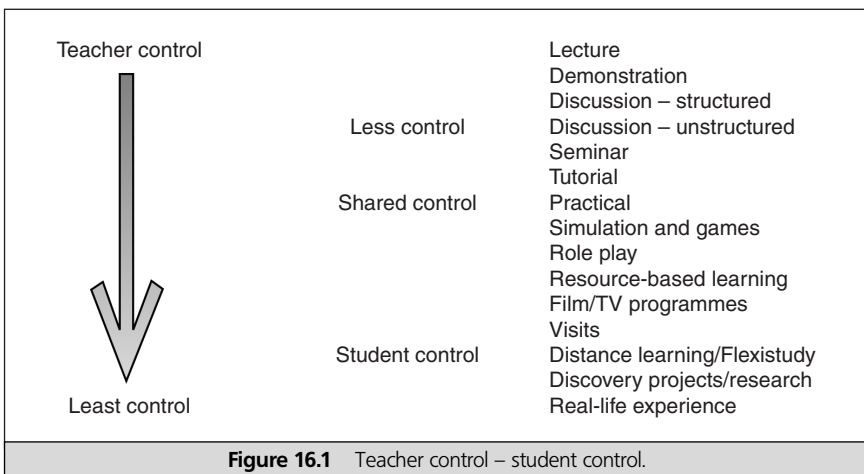 Teacher control Lecture
Demonstration
Discussion – structured
Less control Discussion – unstructured
Seminar
Tutorial
Shared control Practical
Simulation and games
Role play
Resource-based learning
Film/TV programmes
Visits
Student control Distance learning/Flexistudy
Discovery projects/research
Least control Real-life experience
Figure 16.1 Teacher control – student control.